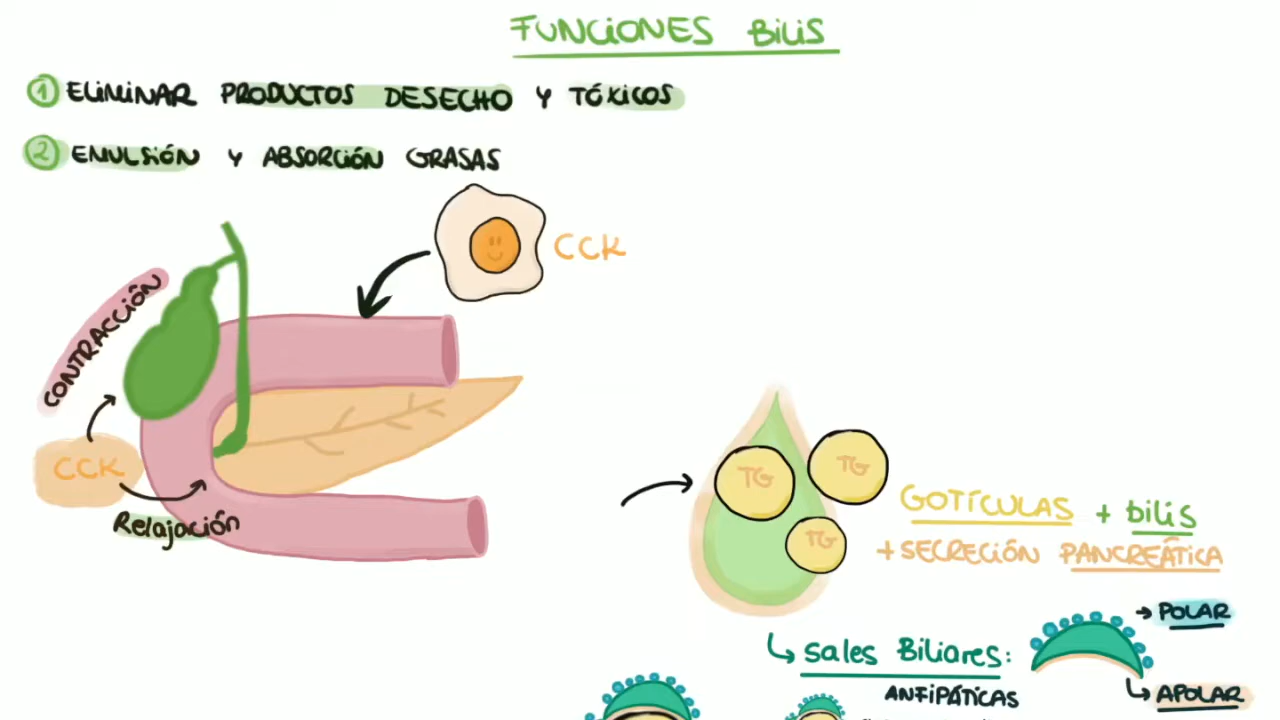 FUNCIONES BILIS
1 ELIMINAR PRODUCTOS DESECHO Y TÓXICOS
2 EMULSIÓN Y ABSORCIÓN GRASAS
CCK
CONTRACCIÓN
CCK
Relajación
TG
TG
TG
GOTÍCULAS + bilis
+ SECRECIÓN PANCREÁTICA
Sales Biliares:
POLAR
APOLAR
ANFIPÁTICAS